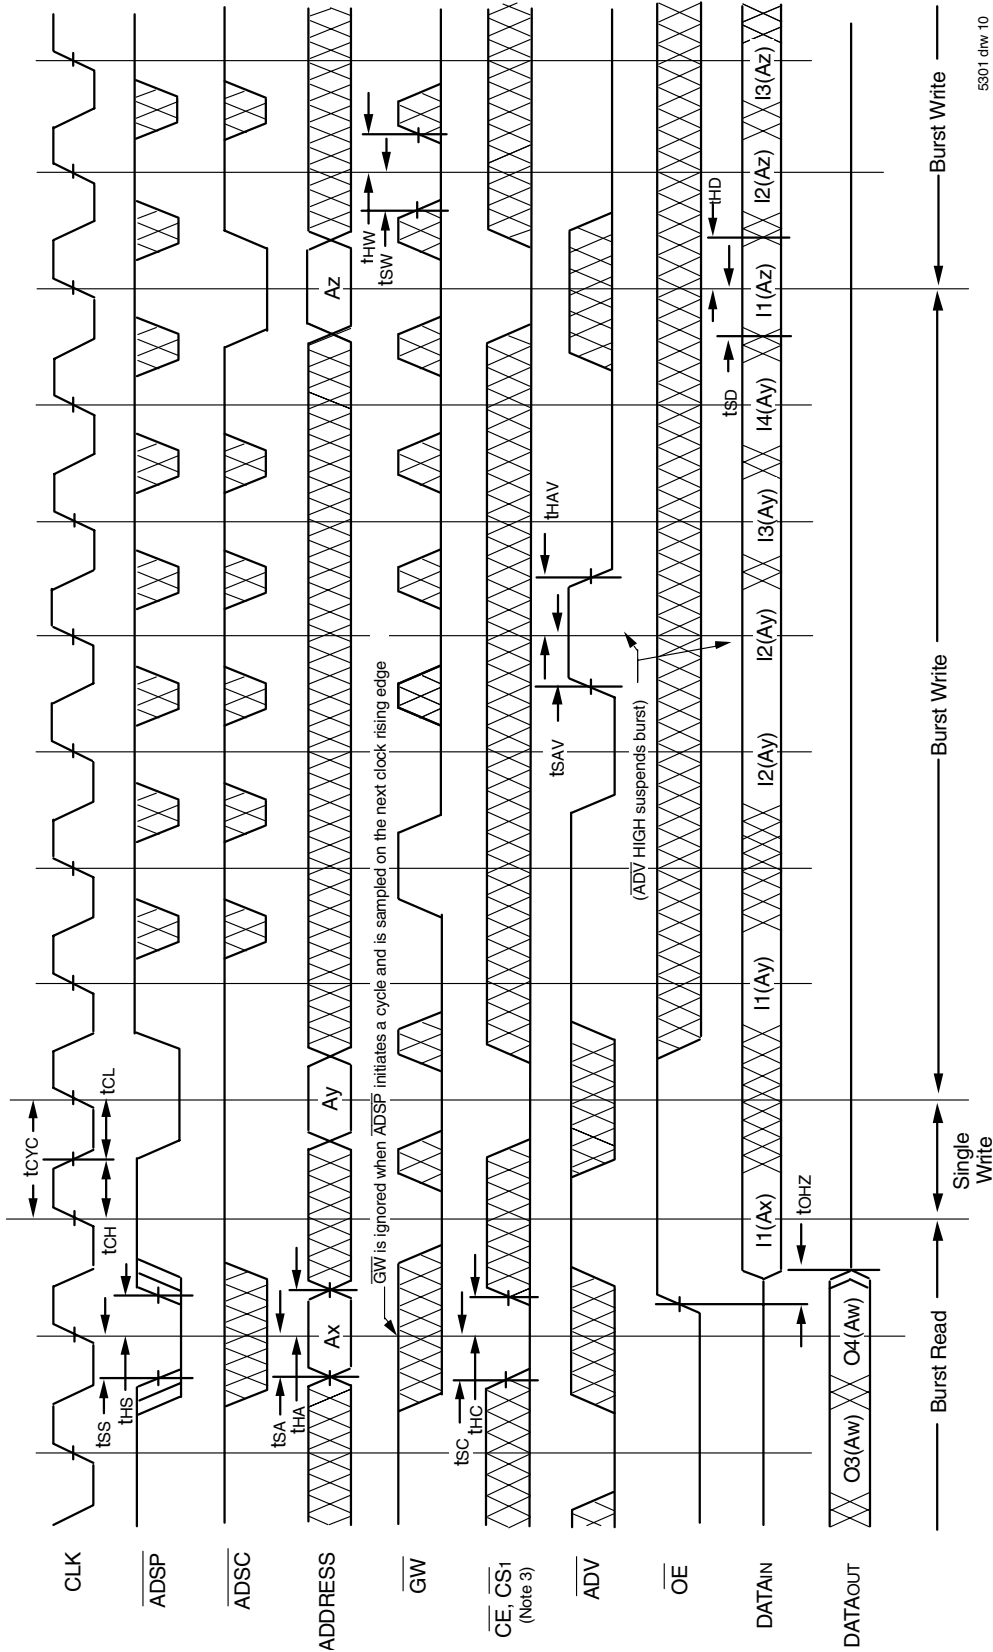 CLK
tCYC
tCH
tCL
tSS
tHS
ADSP
ADSC
tSA
tHA
ADDRESS
Ax
Ay
Az
GW is ignored when ADSP initiates a cycle and is sampled on the next clock rising edge
tHW
tSW
GW
tSC
tHC
CE, CS1
(Note 3)
tSAV
tHAV
ADV
(ADV HIGH suspends burst)
OE
tSD
tHD
DATAIN
I1(Ax)
I1(Ay)
I2(Ay)
I2(Ay)
I3(Ay)
I4(Ay)
I1(Az)
I2(Az)
I3(Az)
tOHZ
DATAOUT
O3(Aw)
O4(Aw)
Burst Read
Single
Write
Burst Write
Burst Write
5301 drw 10